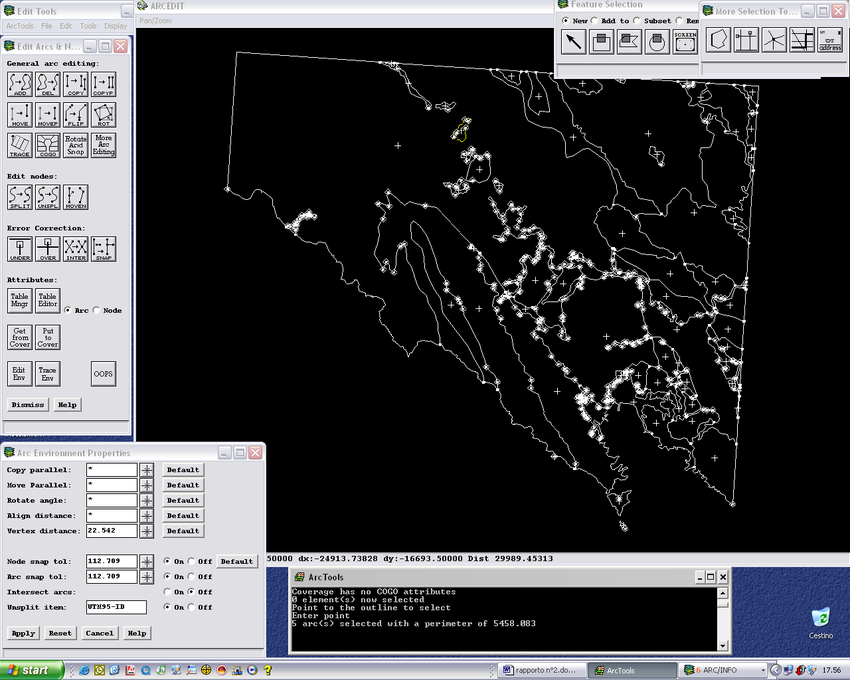 Edit Tools
ArcTools File Edit Tools Help
ARCEDIT
Pan/Zoom
Feature Selection
New Add to Subset
SCREEN
More Selection To...
address
Edit Arcs & N...
General arc editing:
ADD DEL COPY COPYP
MOVE MOVEP FLIP ROT
TRACE COGO Rotate And Snap More Arc Editing
Edit nodes:
SPLIT UNSPL MOVEN
Error Correction:
UNDER OVER INTER SNAP
Attributes:
Table Mngr Table Editor Arc Node
Get from Cover Put to Cover
Edit Env Trace Env OOPS
Dismiss Help
Arc Environment Properties
Copy parallel: * Default
Move Parallel: * Default
Rotate angle: * Default
Align distance: * Default
Vertex distance: 22.542 Default
Node snap tol: 112.709 On Off Default
Arc snap tol: 112.709 On Off
Intersect arcs: On Off
Unsplit item: UTM95-ID On Off
Apply Reset Cancel Help
50000 dx:-24913.73828 dy:-16693.50000 Dist 29989.45313
ArcTools
Coverage has no COGO attributes
0 element(s) now selected
Point to the outline to select
Enter point
5 arc(s) selected with a perimeter of 5458.083
Cestino
start
rapporto n°2.do...
ArcTools
6 ARC/INFO
17.56